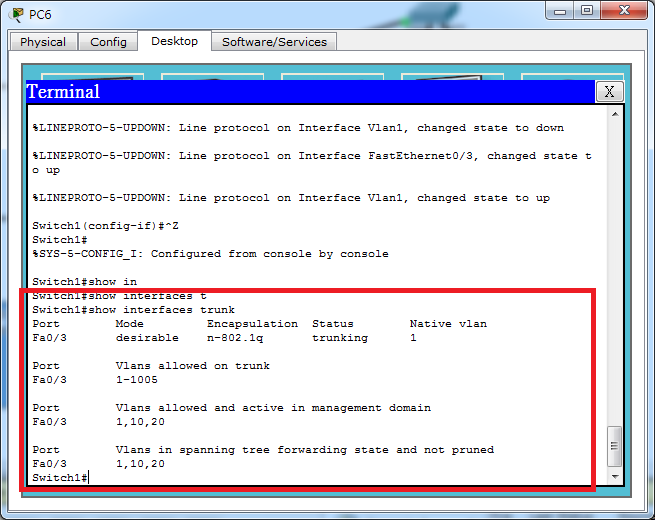 PC6
Physical Config Desktop Software/Services
Terminal X
%LINEPROTO-5-UPDOWN: Line protocol on Interface Vlan1, changed state to down
%LINEPROTO-5-UPDOWN: Line protocol on Interface FastEthernet0/3, changed state t
o up
%LINEPROTO-5-UPDOWN: Line protocol on Interface Vlan1, changed state to up
Switch1(config-if)#^Z
Switch1#
%SYS-5-CONFIG_I: Configured from console by console
Switch1#show in
Switch1#show interfaces t
Switch1#show interfaces trunk
Port Mode Encapsulation Status Native vlan
Fa0/3 desirable n-802.1q trunking 1
Port Vlans allowed on trunk
Fa0/3 1-1005
Port Vlans allowed and active in management domain
Fa0/3 1,10,20
Port Vlans in spanning tree forwarding state and not pruned
Fa0/3 1,10,20
Switch1#